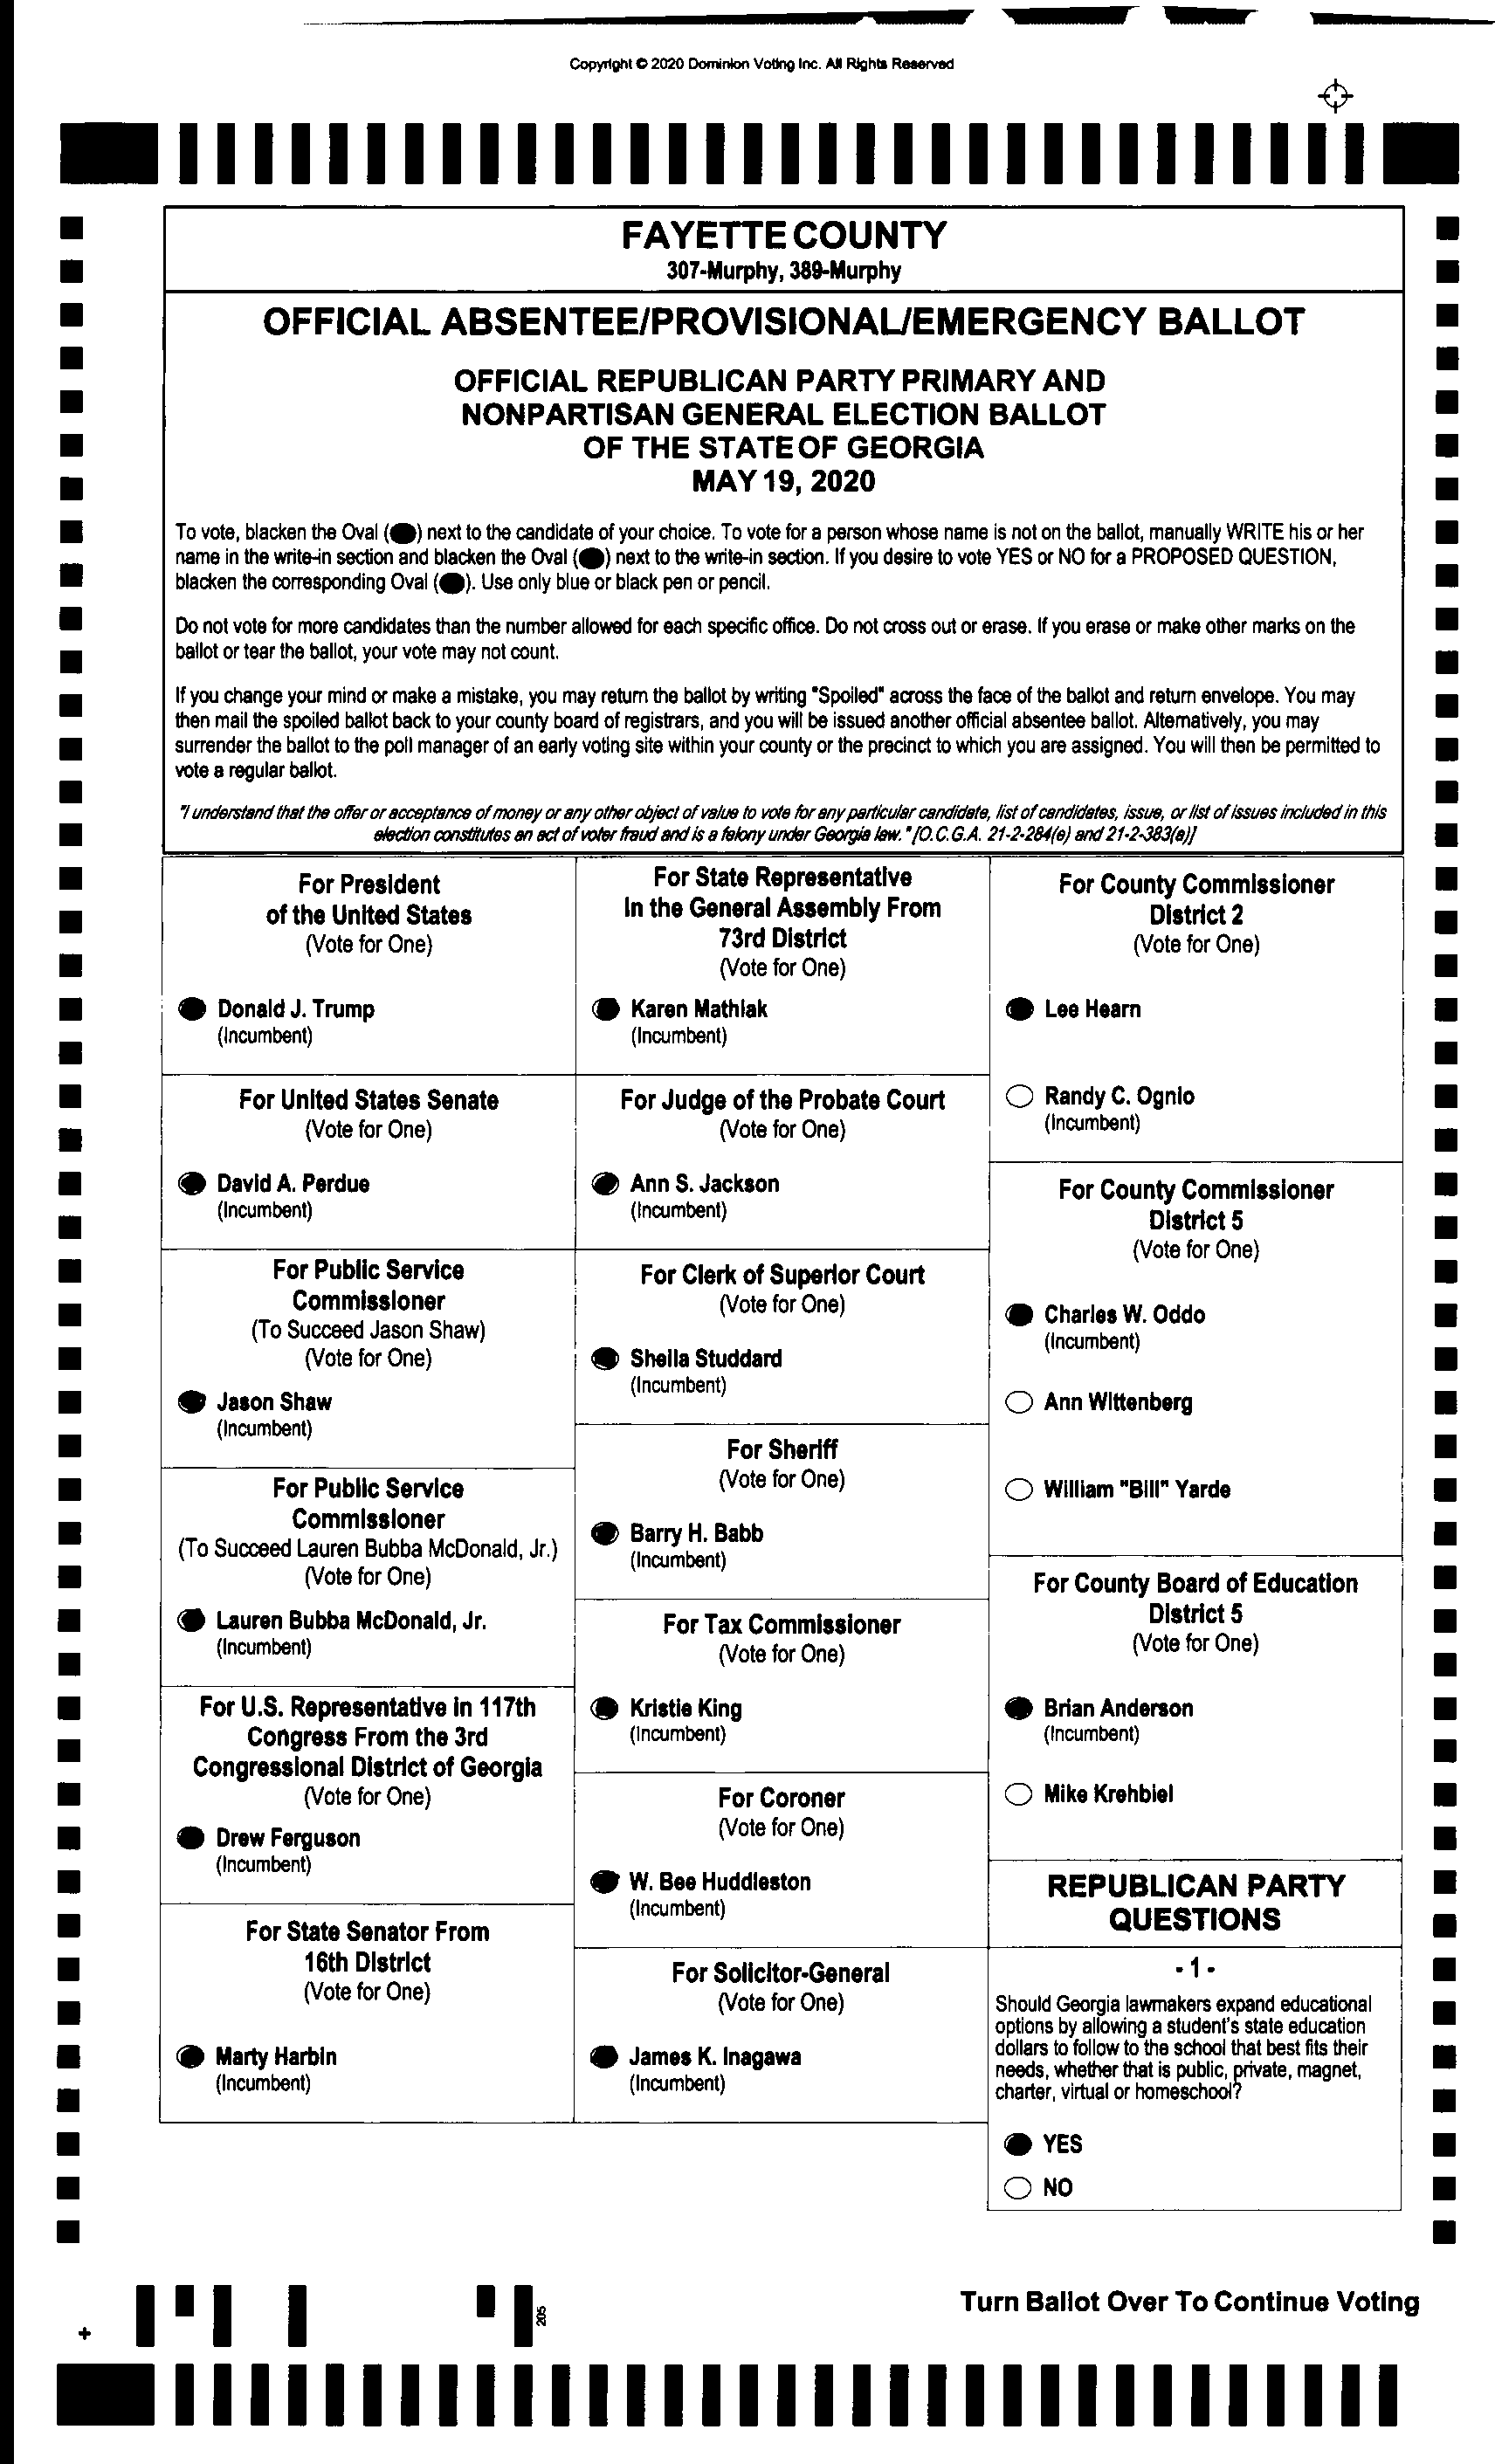 Copyright © 2020 Dominion Voting Inc. All Rights Reserved
FAYETTE COUNTY
307-Murphy, 389-Murphy
OFFICIAL ABSENTEE/PROVISIONAL/EMERGENCY BALLOT
OFFICIAL REPUBLICAN PARTY PRIMARY AND
NONPARTISAN GENERAL ELECTION BALLOT
OF THE STATE OF GEORGIA
MAY 19, 2020
To vote, blacken the Oval () next to the candidate of your choice. To vote for a person whose name is not on the ballot, manually WRITE his or her
name in the write-in section and blacken the Oval () next to the write-in section. If you desire to vote YES or NO for a PROPOSED QUESTION,
blacken the corresponding Oval (). Use only blue or black pen or pencil.
Do not vote for more candidates than the number allowed for each specific office. Do not cross out or erase. If you erase or make other marks on the
ballot or tear the ballot, your vote may not count.
If you change your mind or make a mistake, you may return the ballot by writing "Spoiled" across the face of the ballot and return envelope. You may
then mail the spoiled ballot back to your county board of registrars, and you will be issued another official absentee ballot. Alternatively, you may
surrender the ballot to the poll manager of an early voting site within your county or the precinct to which you are assigned. You will then be permitted to
vote a regular ballot.
"I understand that the offer or acceptance of money or any other object of value to vote for any particular candidate, list of candidates, issue, or list of issues included in this
election constitutes an act of voter fraud and is a felony under Georgia law." [O.C.G.A. 21-2-284(e) and 21-2-383(a)]
For President
of the United States
(Vote for One)
Donald J. Trump
(Incumbent)
For United States Senate
(Vote for One)
David A. Perdue
(Incumbent)
For Public Service
Commissioner
(To Succeed Jason Shaw)
(Vote for One)
Jason Shaw
(Incumbent)
For Public Service
Commissioner
(To Succeed Lauren Bubba McDonald, Jr.)
(Vote for One)
Lauren Bubba McDonald, Jr.
(Incumbent)
For U.S. Representative in 117th
Congress From the 3rd
Congressional District of Georgia
(Vote for One)
Drew Ferguson
(Incumbent)
For State Senator From
16th District
(Vote for One)
Marty Harbin
(Incumbent)
For State Representative
In the General Assembly From
73rd District
(Vote for One)
Karen Mathiak
(Incumbent)
For Judge of the Probate Court
(Vote for One)
Ann S. Jackson
(Incumbent)
For Clerk of Superior Court
(Vote for One)
Sheila Studdard
(Incumbent)
For Sheriff
(Vote for One)
Barry H. Babb
(Incumbent)
For Tax Commissioner
(Vote for One)
Kristie King
(Incumbent)
For Coroner
(Vote for One)
W. Bee Huddleston
(Incumbent)
For Solicitor-General
(Vote for One)
James K. Inagawa
(Incumbent)
For County Commissioner
District 2
(Vote for One)
Lee Hearn
Randy C. Ognio
(Incumbent)
For County Commissioner
District 5
(Vote for One)
Charles W. Oddo
(Incumbent)
Ann Wittenberg
William "Bill" Yarde
For County Board of Education
District 5
(Vote for One)
Brian Anderson
(Incumbent)
Mike Krehbiel
REPUBLICAN PARTY
QUESTIONS
- 1 -
Should Georgia lawmakers expand educational
options by allowing a student's state education
dollars to follow to the school that best fits their
needs, whether that is public, private, magnet,
charter, virtual or homeschool?
YES
NO
Turn Ballot Over To Continue Voting
205